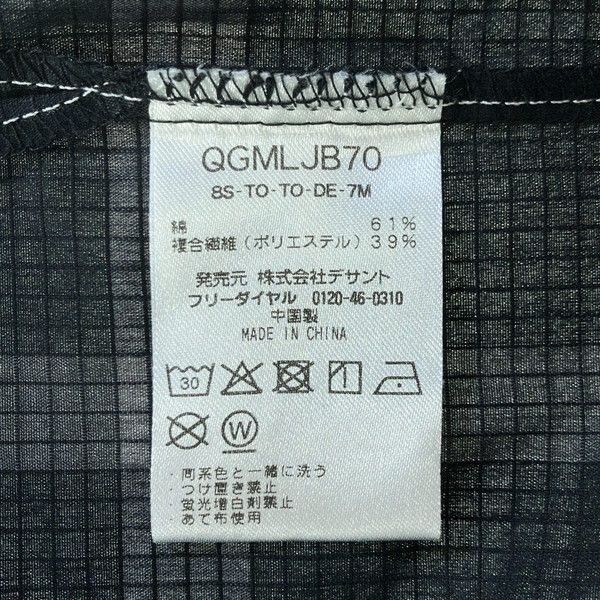 QGMLJB70
8S-TO-TO-DE-7M
綿 61%
複合繊維(ポリエステル) 39%
発売元 株式会社デサント
フリーダイヤル 0120-46-0310
中国製
MADE IN CHINA
30
W
・同系色と一緒に洗う
・つけ置き禁止
・蛍光増白剤禁止
・あて布使用